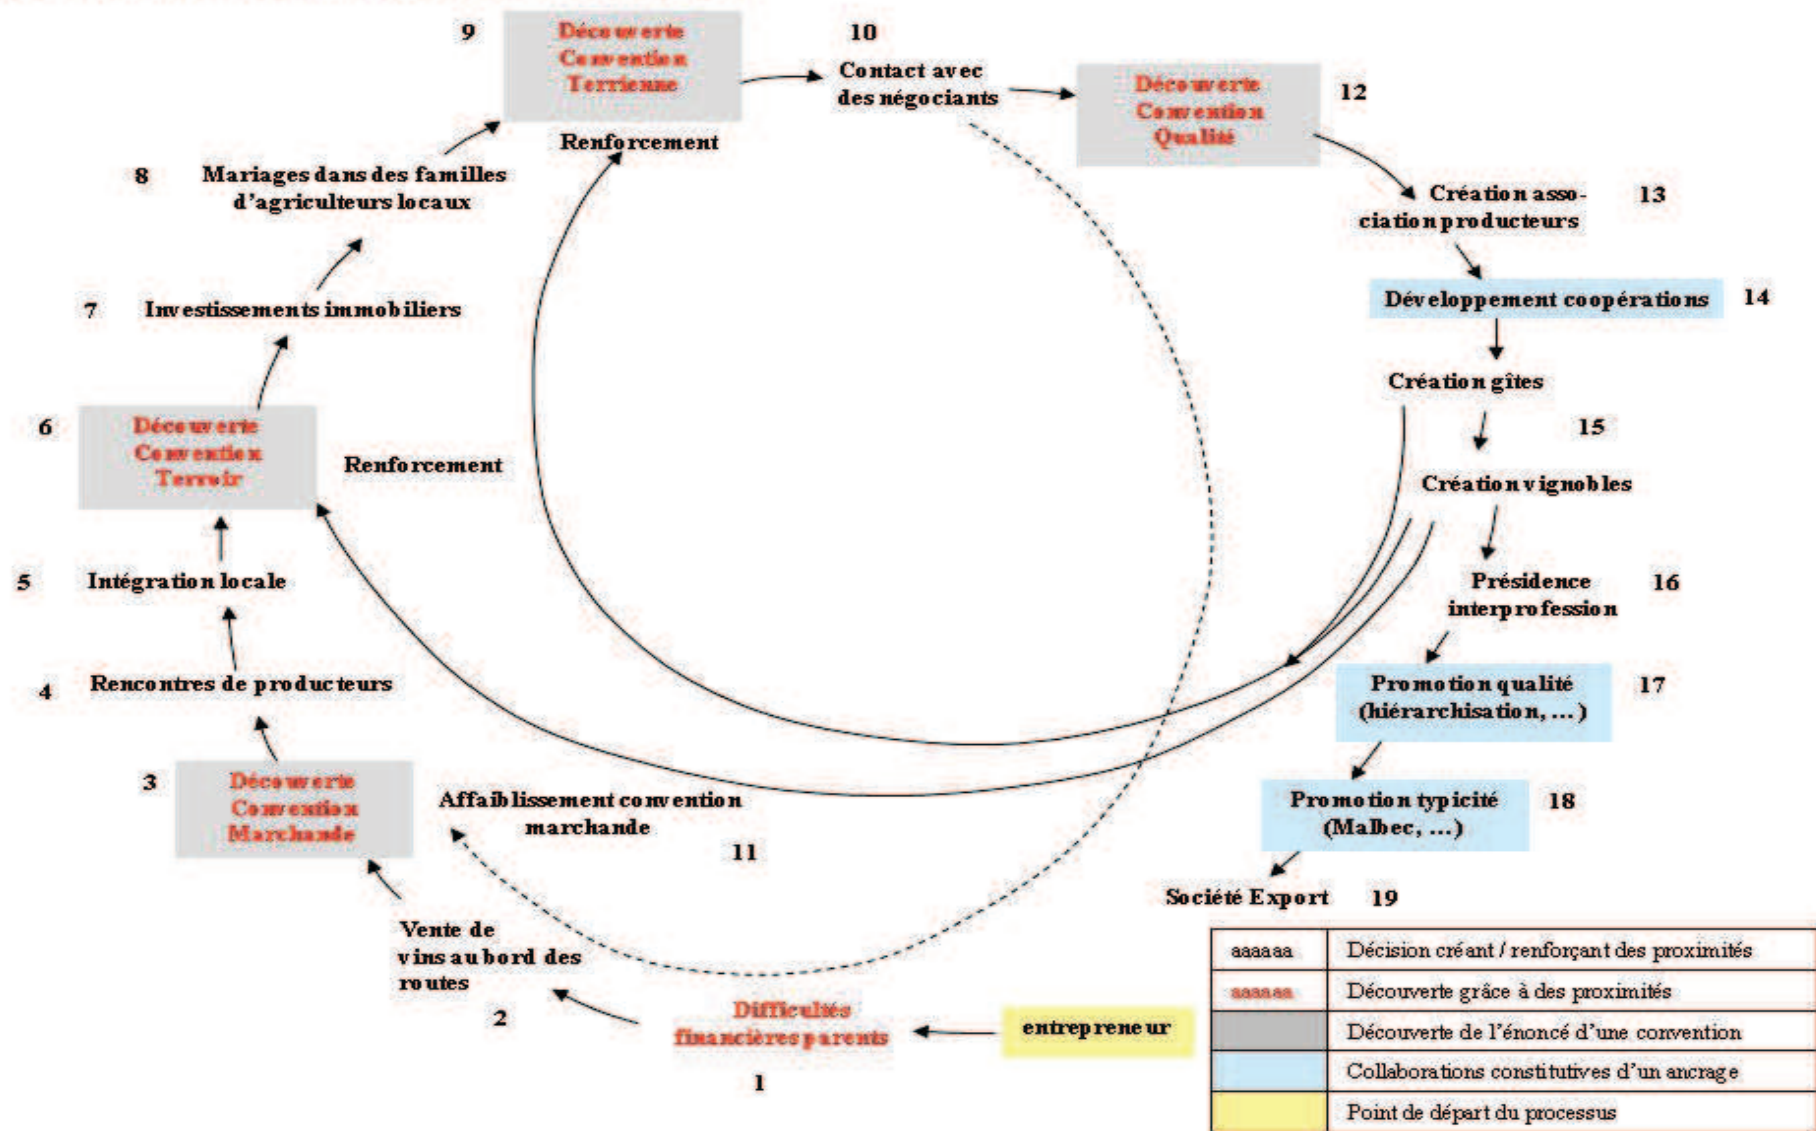 9
Découverte
Convention
Terrienne
Renforcement
10
Contact avec
des négociants
Découverte
Convention
Qualité
12
8
Mariages dans des familles
d'agriculteurs locaux
Création asso-
ciation producteurs
13
7
Investissements immobiliers
Développement coopérations
14
Création gîtes
15
6
Découverte
Convention
Terroir
Renforcement
Création vignobles
5
Intégration locale
Présidence
interprofession
16
4
Rencontres de producteurs
Promotion qualité
(hiérarchisation, ...)
17
3
Découverte
Convention
Marchande
Affaiblissement convention
marchande
11
Promotion typicité
(Malbec, ...)
18
Société Export
19
Vente de
vins au bord des
routes
2
Difficultés
financières parents
1
entrepreneur
aaaaaa
Décision créant / renforçant des proximités
aaaaaa
Découverte grâce à des proximités
Découverte de l'énoncé d'une convention
Collaborations constitutives d'un ancrage
Point de départ du processus